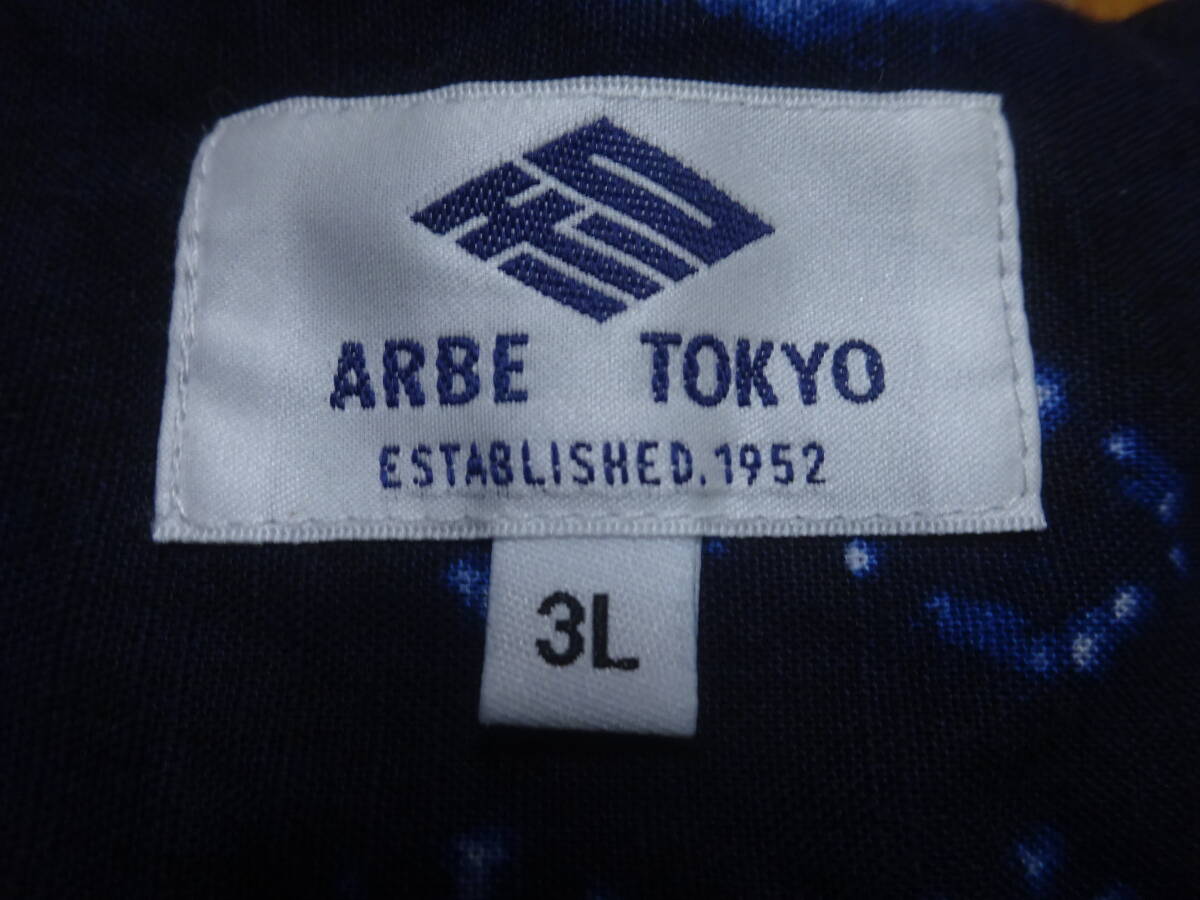 ARBE TOKYO
ESTABLISHED.1952
3L